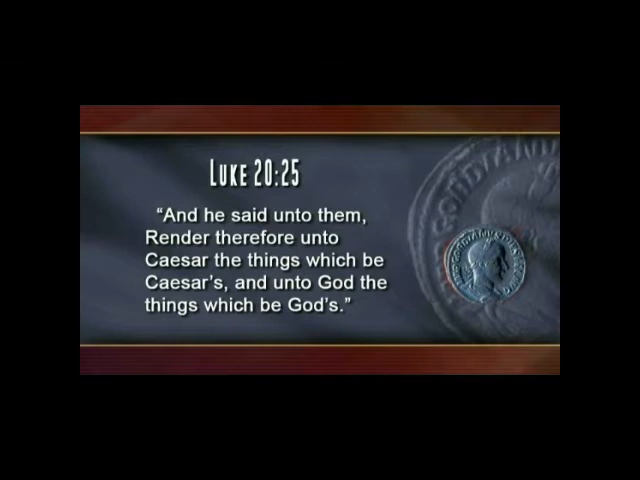 LUKE 20:25
“And he said unto them,
Render therefore unto
Caesar the things which be
Caesar’s, and unto God the
things which be God’s.”